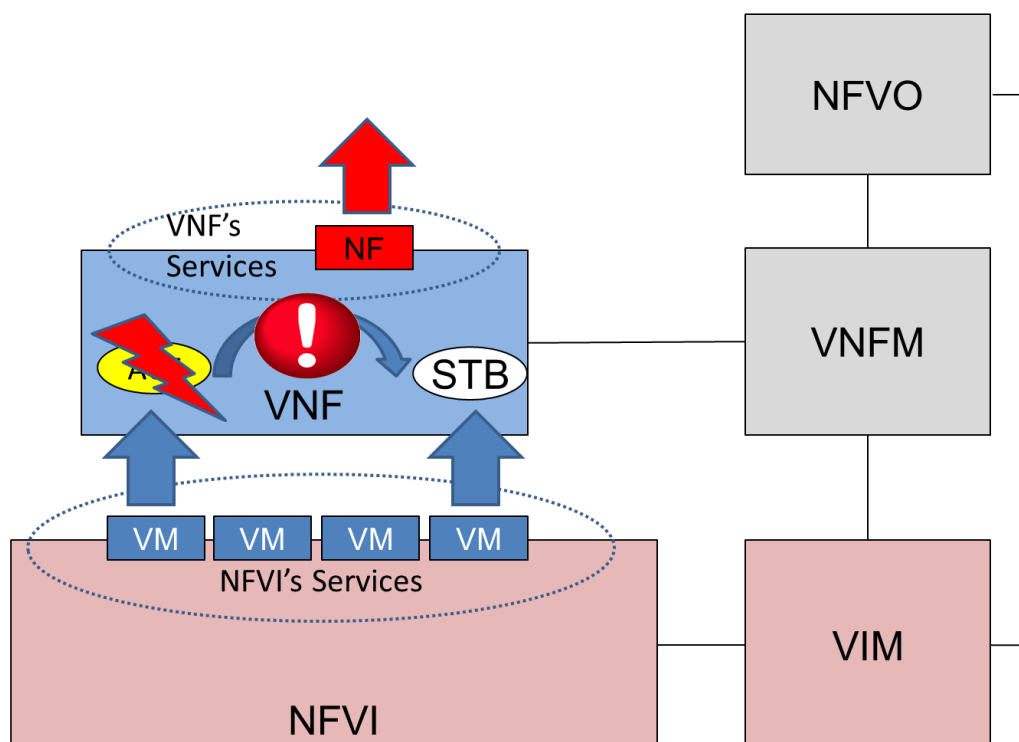 NFVO
VNF's
Services
NF
VNFM
STB
VNF
VM
VM
VM
VM
NFVI's Services
VIM
NFVI